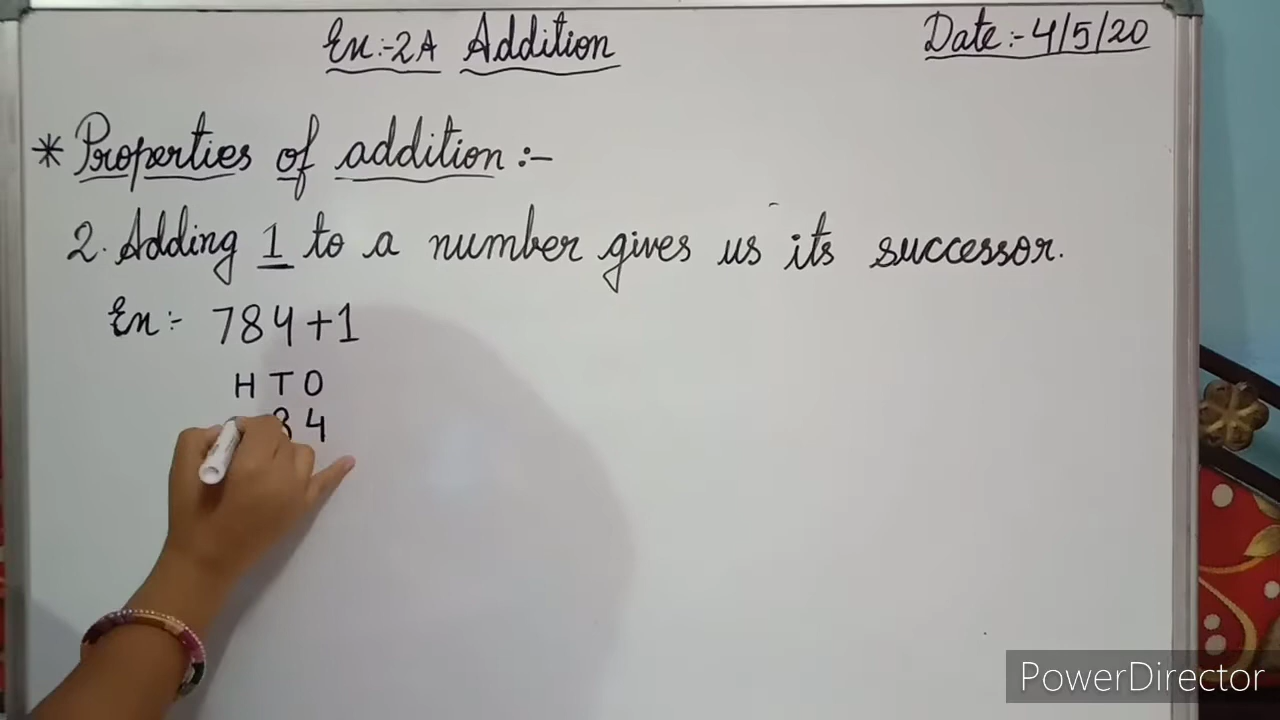 Ex:-2A Addition
Date:-4/5/20
* Properties of addition:-
2. Adding 1 to a number gives us its successor.
Ex:- 784+1
H T O
84
PowerDirector